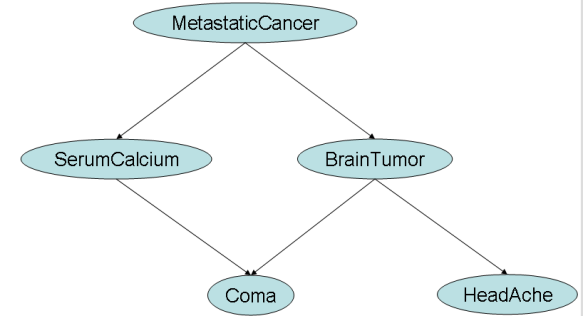 MetastaticCancer
SerumCalcium
BrainTumor
Coma
HeadAche